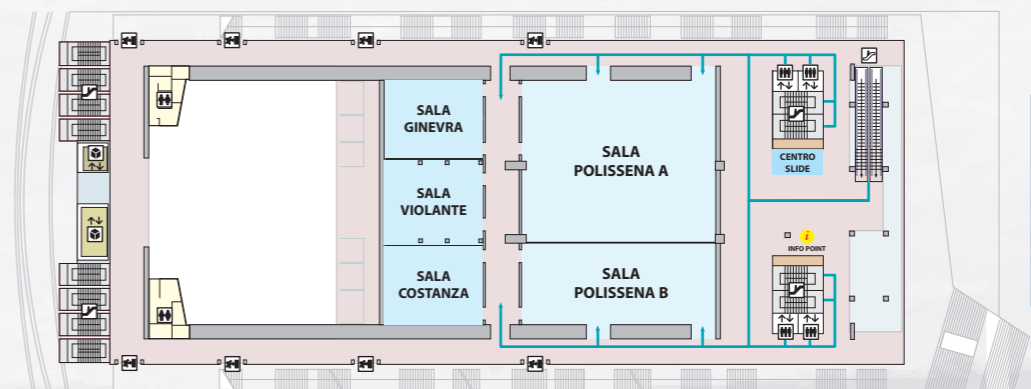 SALA
GINEVRA
SALA
VIOLANTE
SALA
COSTANZA
SALA
POLISSENA A
SALA
POLISSENA B
CENTRO
SLIDE
i
INFO POINT